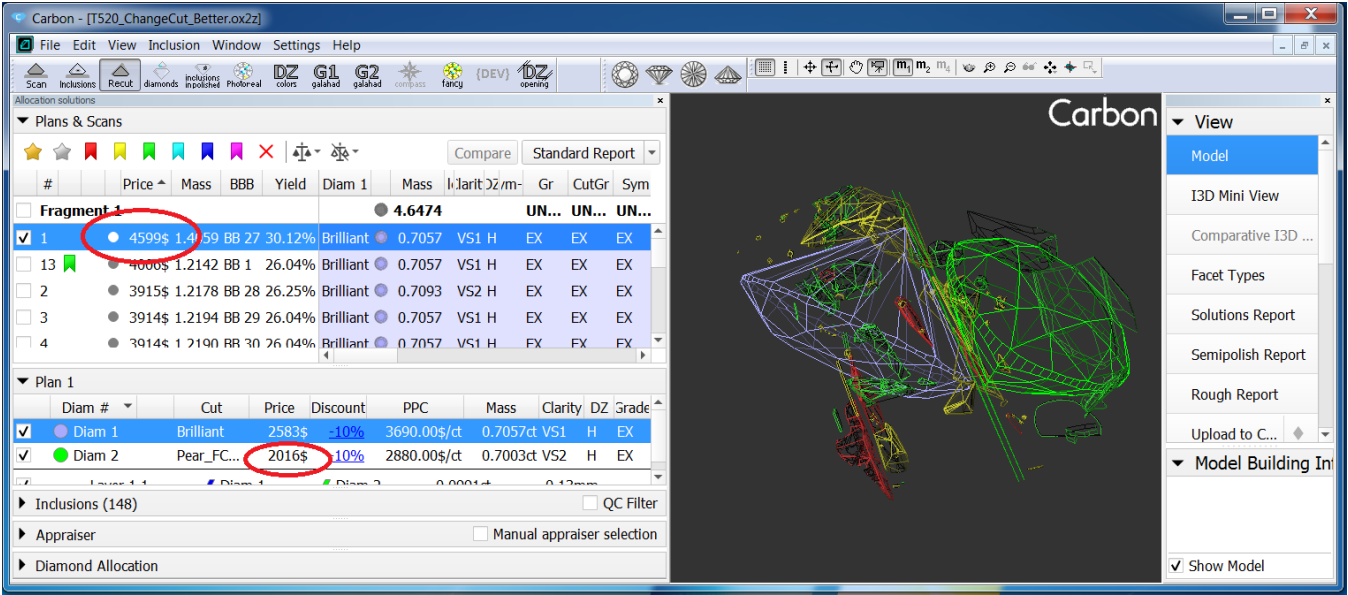 Carbon - [T520_ChangeCut_Better.ox2z]
File Edit View Inclusion Window Settings Help
Scan Inclusions Recut diamonds inclusions inpolished Photoreal DZ colors G1 galahad G2 galahad compass fancy {DEV} DZ opening m1 m2 m4
Allocation solutions
Plans & Scans
Compare Standard Report
# Price Mass BBB Yield Diam 1 Mass Gr CutGr Sym
Fragment 1 4.6474 UN... UN... UN...
1 4599$ BB 27 30.12% Brilliant 0.7057 VS1 H EX EX EX
13 1.2142 BB 1 26.04% Brilliant 0.7057 VS1 H EX EX EX
2 3915$ 1.2178 BB 28 26.25% Brilliant 0.7093 VS2 H EX EX EX
3 3914$ 1.2194 BB 29 26.04% Brilliant 0.7057 VS1 H EX EX EX
4 3914$ 1.2190 BB 30 26.04% Brilliant 0.7057 VS1 H EX EX EX
Plan 1
Diam # Cut Price Discount PPC Mass Clarity DZ Grade
Diam 1 Brilliant 2583$ -10% 3690.00$/ct 0.7057ct VS1 H EX
Diam 2 Pear_FC... 2016$ -10% 2880.00$/ct 0.7003ct VS2 H EX
Inclusions (148) QC Filter
Appraiser Manual appraiser selection
Diamond Allocation
Carbon
View
Model
I3D Mini View
Comparative I3D ...
Facet Types
Solutions Report
Semipolish Report
Rough Report
Upload to C...
Model Building Inf
Show Model